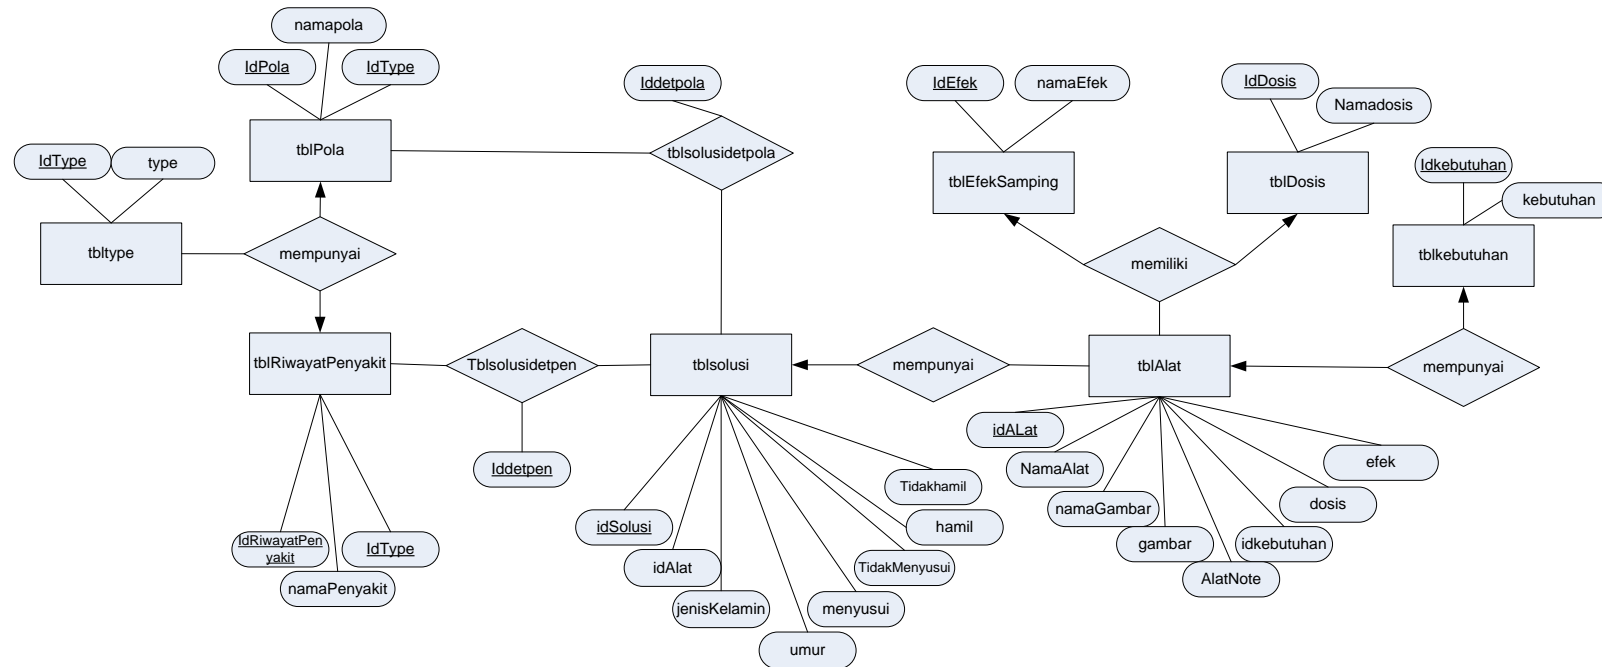 namapola
IdPola
IdType
Iddetpola
IdEfek
namaEfek
IdDosis
Namadosis
tblPola
tblsolusidetpola
IdType
type
tblEfekSamping
tblDosis
Idkebutuhan
kebutuhan
tbltype
mempunyai
memiliki
tblkebutuhan
tblRiwayatPenyakit
Tblsolusidetpen
tblsolusi
mempunyai
tblAlat
mempunyai
Iddetpen
idALat
NamaAlat
efek
Tidakhamil
namaGambar
dosis
idSolusi
hamil
gambar
idkebutuhan
IdRiwayatPen
yakit
IdType
idAlat
TidakMenyusui
AlatNote
namaPenyakit
jenisKelamin
menyusui
umur